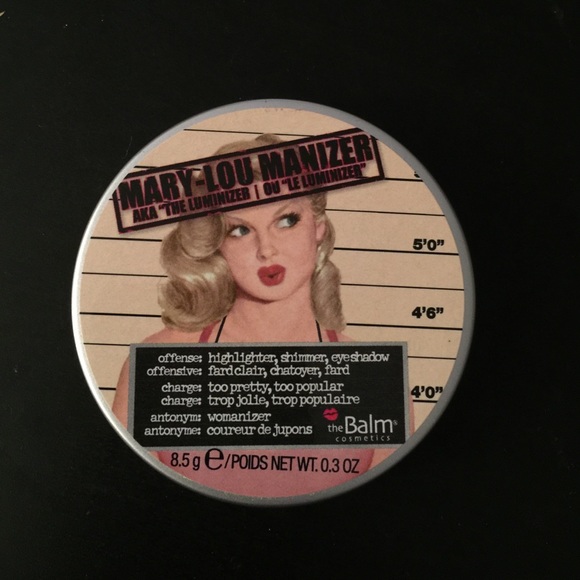 MARY-LOU MANIZER
AKA "THE LUMINIZER | OU "LE LUMINIZER"
5'0"
4'6"
4'0"
offense: highlighter, shimmer, eyeshadow
offensive: fard clair, chatoyer, fard
charge: too pretty, too popular
charge: trop jolie, trop populaire
antonym: womanizer
antonyme: coureur de jupons
theBalm®
cosmetics
8.5 g ℮/POIDS NET WT. 0.3 OZ